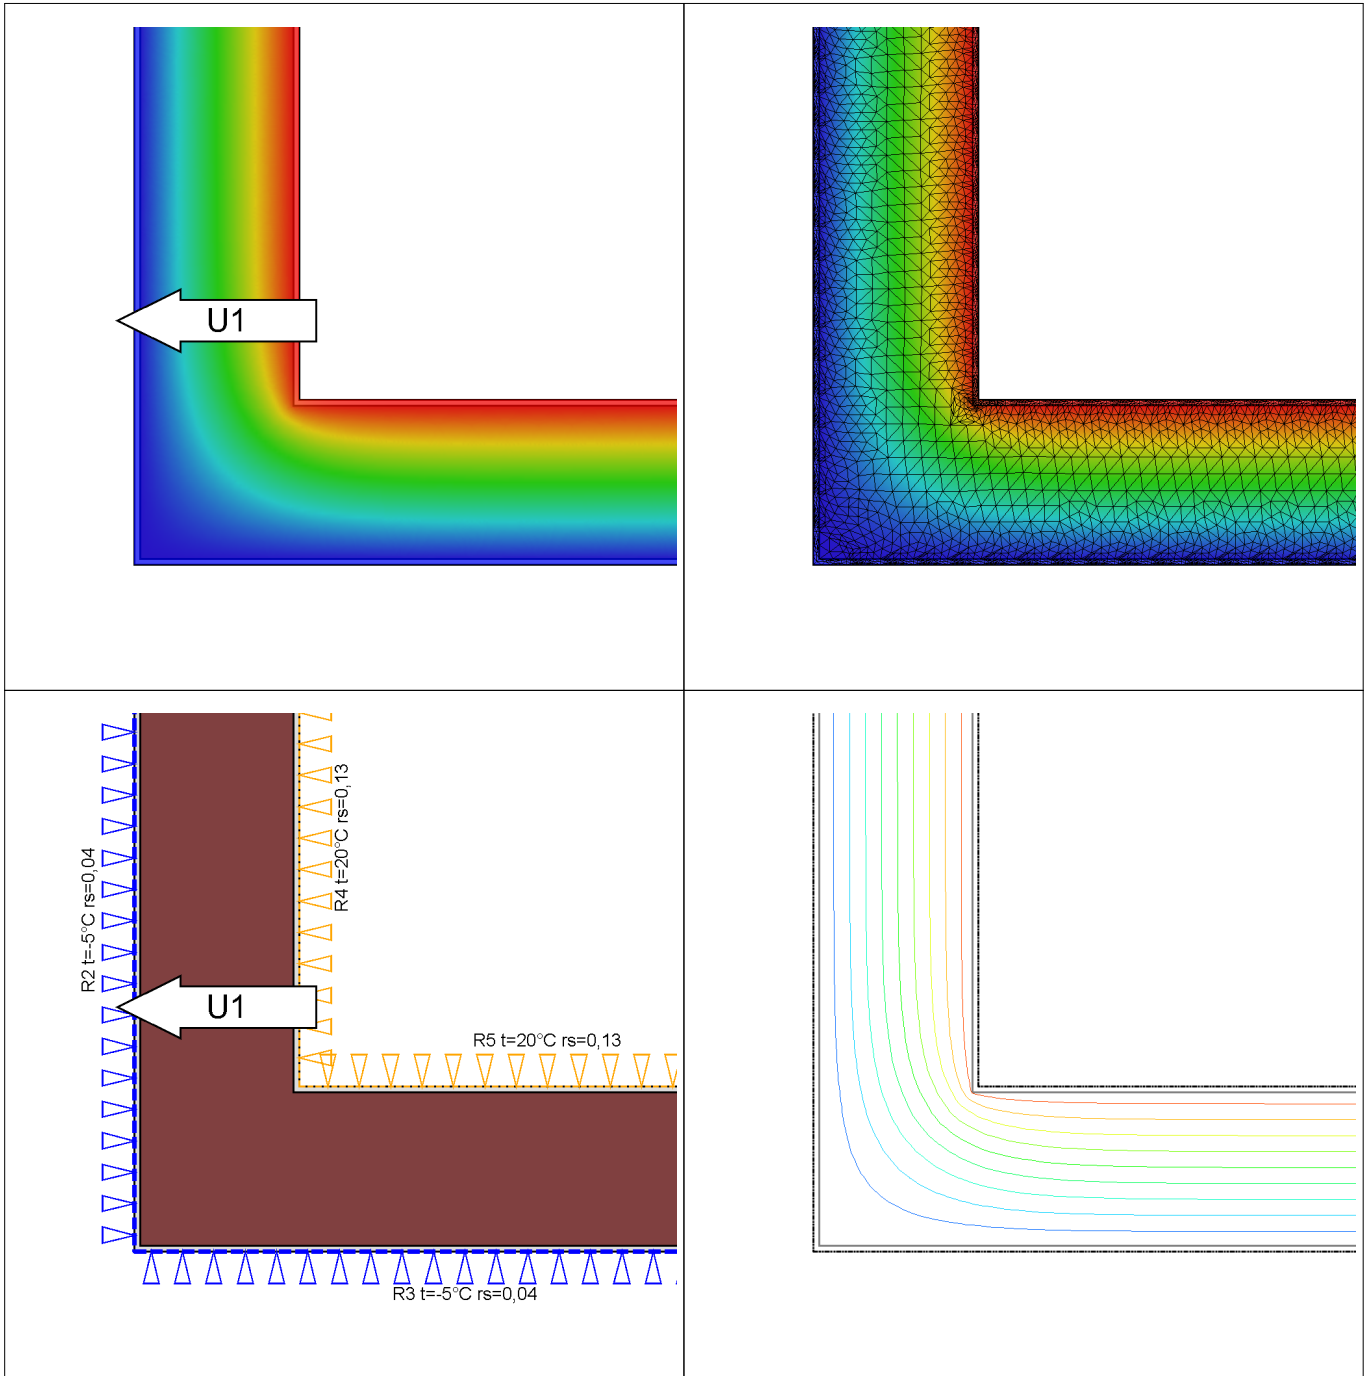 U1
R2 t=-5°C rs=0,04
R4 t=20°C rs=0,13
U1
R5 t=20°C rs=0,13
R3 t=-5°C rs=0,04